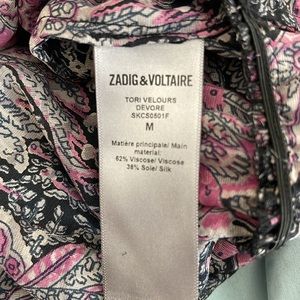 ZADIG&VOLTAIRE
TORI VELOURS
DEVORE
SKCS0501F
M
Matière principale/ Main
material:
62% Viscose/ Viscose
38% Soie/ Silk